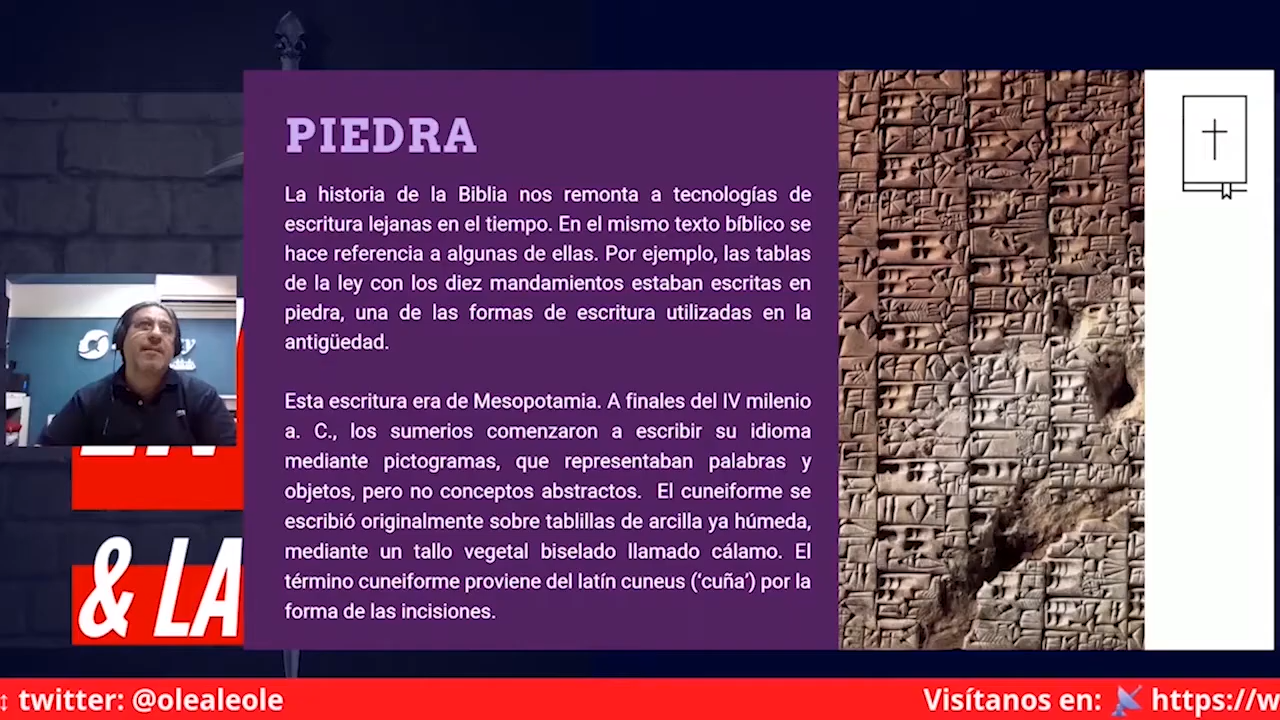 PIEDRA
La historia de la Biblia nos remonta a tecnologías de
escritura lejanas en el tiempo. En el mismo texto bíblico se
hace referencia a algunas de ellas. Por ejemplo, las tablas
de la ley con los diez mandamientos estaban escritas en
piedra, una de las formas de escritura utilizadas en la
antigüedad.
Esta escritura era de Mesopotamia. A finales del IV milenio
a. C., los sumerios comenzaron a escribir su idioma
mediante pictogramas, que representaban palabras y
objetos, pero no conceptos abstractos. El cuneiforme se
escribió originalmente sobre tablillas de arcilla ya húmeda,
mediante un tallo vegetal biselado llamado cálamo. El
término cuneiforme proviene del latín cuneus (‘cuña’) por la
forma de las incisiones.
& LA
twitter: @olealeole
Visítanos en: https://w